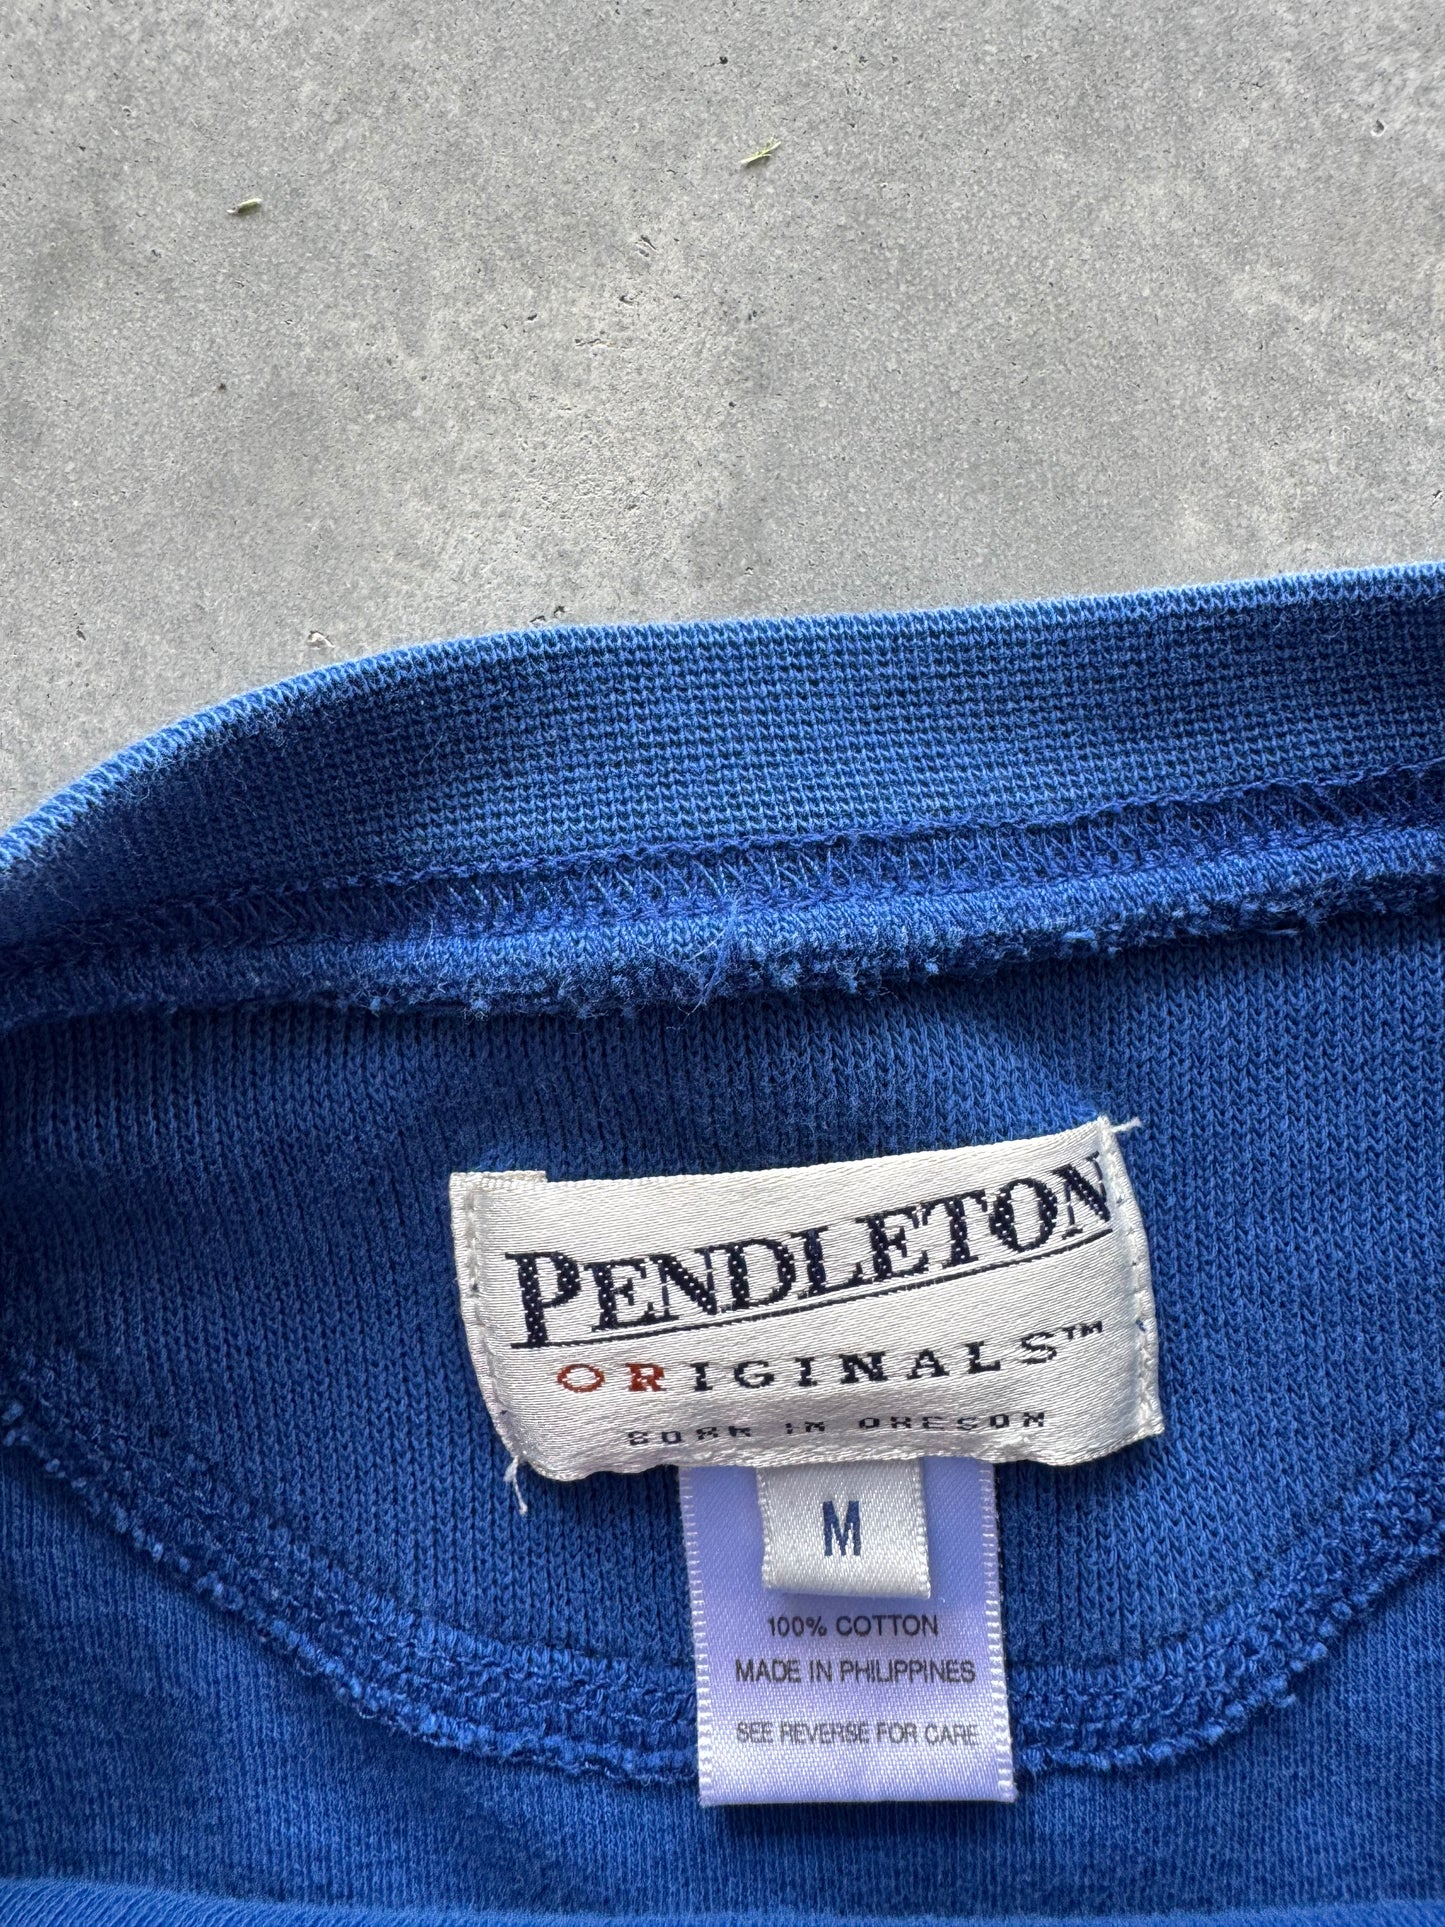 PENDLETON
ORIGINALS™
BORN IN OREGON
M
100% COTTON
MADE IN PHILIPPINES
SEE REVERSE FOR CARE